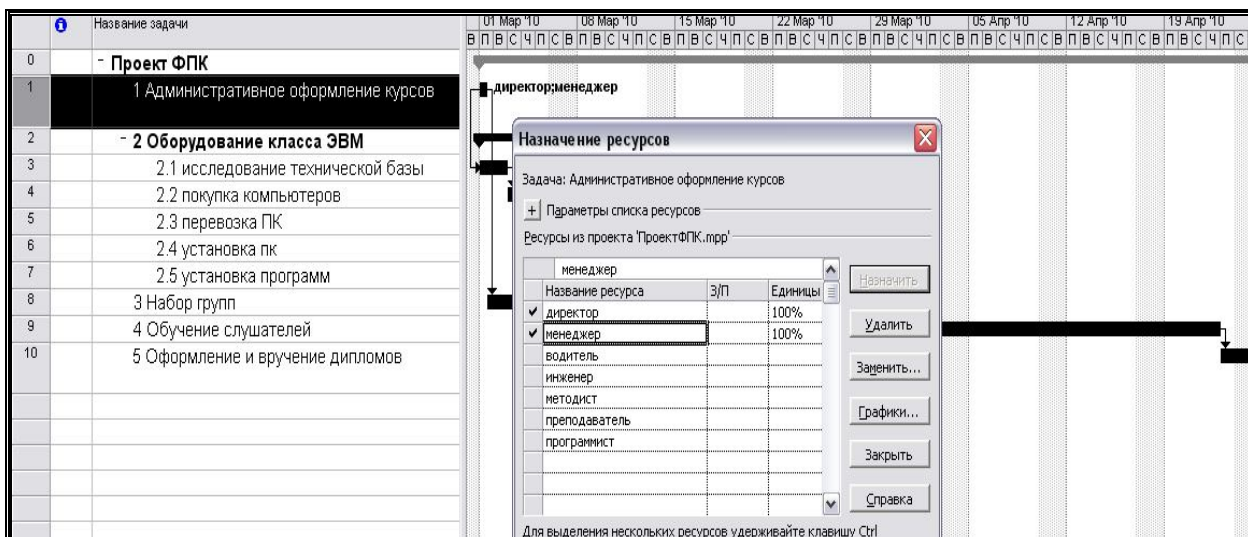 Название задачи
01 Мар '10 08 Мар '10 15 Мар '10 22 Мар '10 29 Мар '10 05 Апр '10 12 Апр '10 19 Апр '10
В П В С Ч П С В П В С Ч П С В П В С Ч П С В П В С Ч П С В П В С Ч П С В П В С Ч П С В П В С Ч П С В П В С Ч П С
0 - Проект ФПК
1 1 Административное оформление курсов
директор;менеджер
2 - 2 Оборудование класса ЭВМ
3 2.1 исследование технической базы
4 2.2 покупка компьютеров
5 2.3 перевозка ПК
6 2.4 установка пк
7 2.5 установка программ
8 3 Набор групп
9 4 Обучение слушателей
10 5 Оформление и вручение дипломов
Назначение ресурсов
Задача: Административное оформление курсов
+ Параметры списка ресурсов
Ресурсы из проекта 'ПроектФПК.mpp'
менеджер
Название ресурса З/П Единицы
директор 100%
менеджер 100%
водитель
инженер
методист
преподаватель
программист
Назначить
Удалить
Заменить...
Графики...
Закрыть
Справка
Для выделения нескольких ресурсов удерживайте клавишу Ctrl